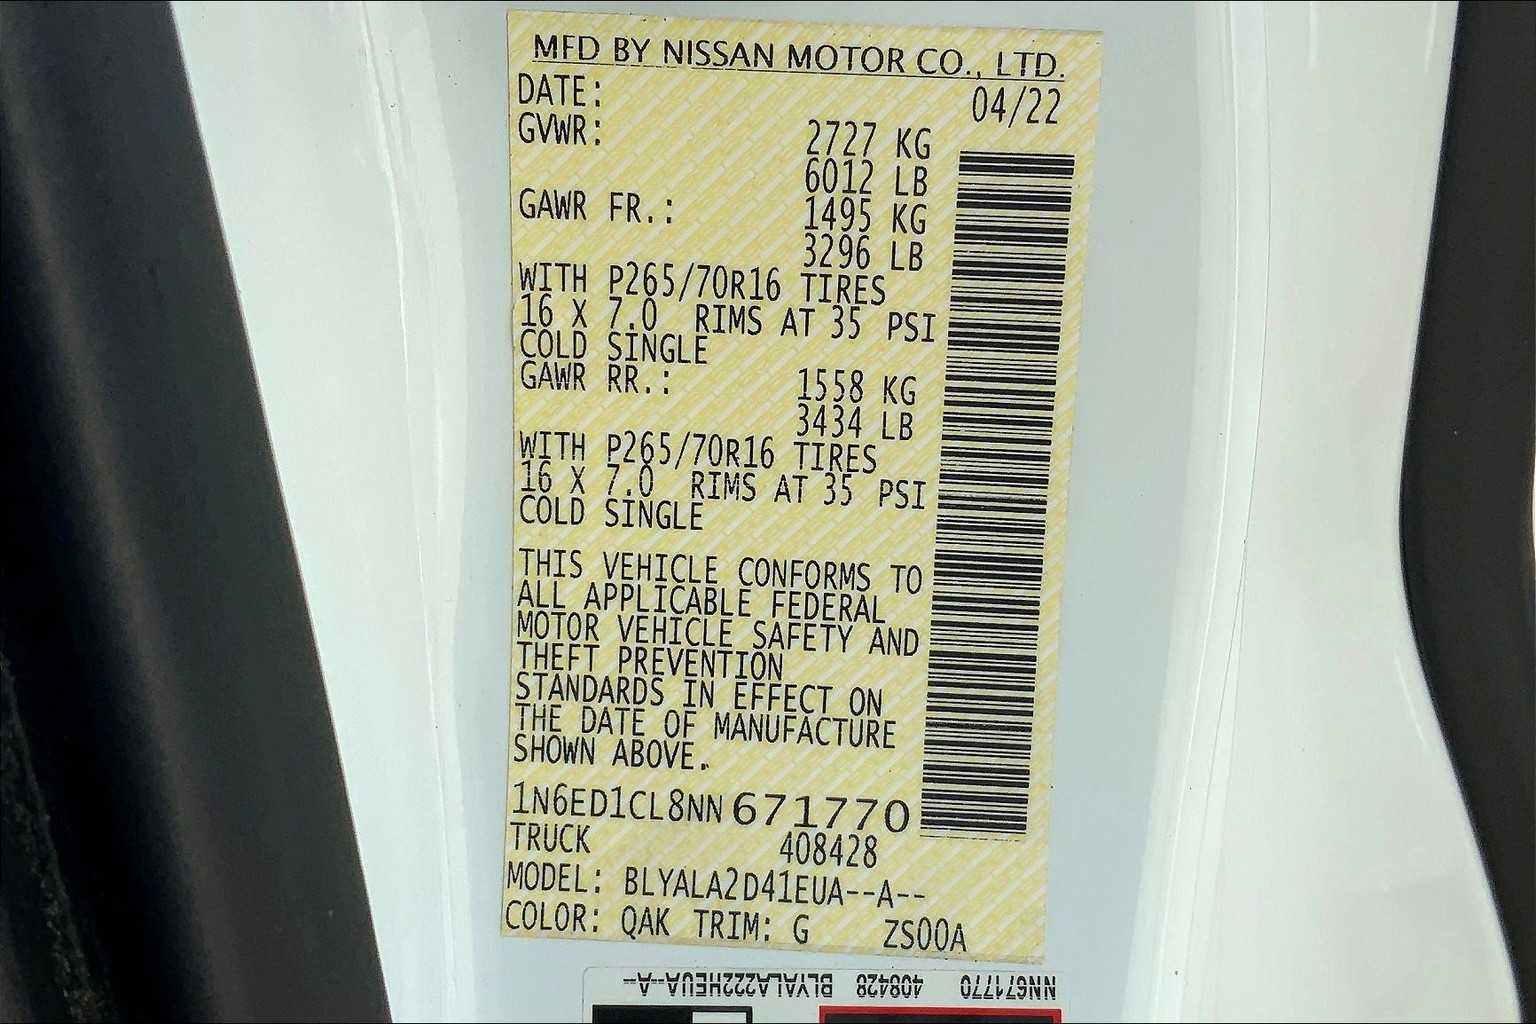 MFD BY NISSAN MOTOR CO., LTD.
DATE: 04/22
GVWR: 2727 KG
6012 LB
GAWR FR.: 1495 KG
3296 LB
WITH P265/70R16 TIRES
16 X 7.0 RIMS AT 35 PSI
COLD SINGLE
GAWR RR.: 1558 KG
3434 LB
WITH P265/70R16 TIRES
16 X 7.0 RIMS AT 35 PSI
COLD SINGLE
THIS VEHICLE CONFORMS TO
ALL APPLICABLE FEDERAL
MOTOR VEHICLE SAFETY AND
THEFT PREVENTION
STANDARDS IN EFFECT ON
THE DATE OF MANUFACTURE
SHOWN ABOVE.
1N6ED1CL8NN671770
TRUCK 408428
MODEL: BLYALA2D41EUA--A--
COLOR: QAK TRIM: G ZS00A
NN671770 408428 BLYALA222HEUA--A--